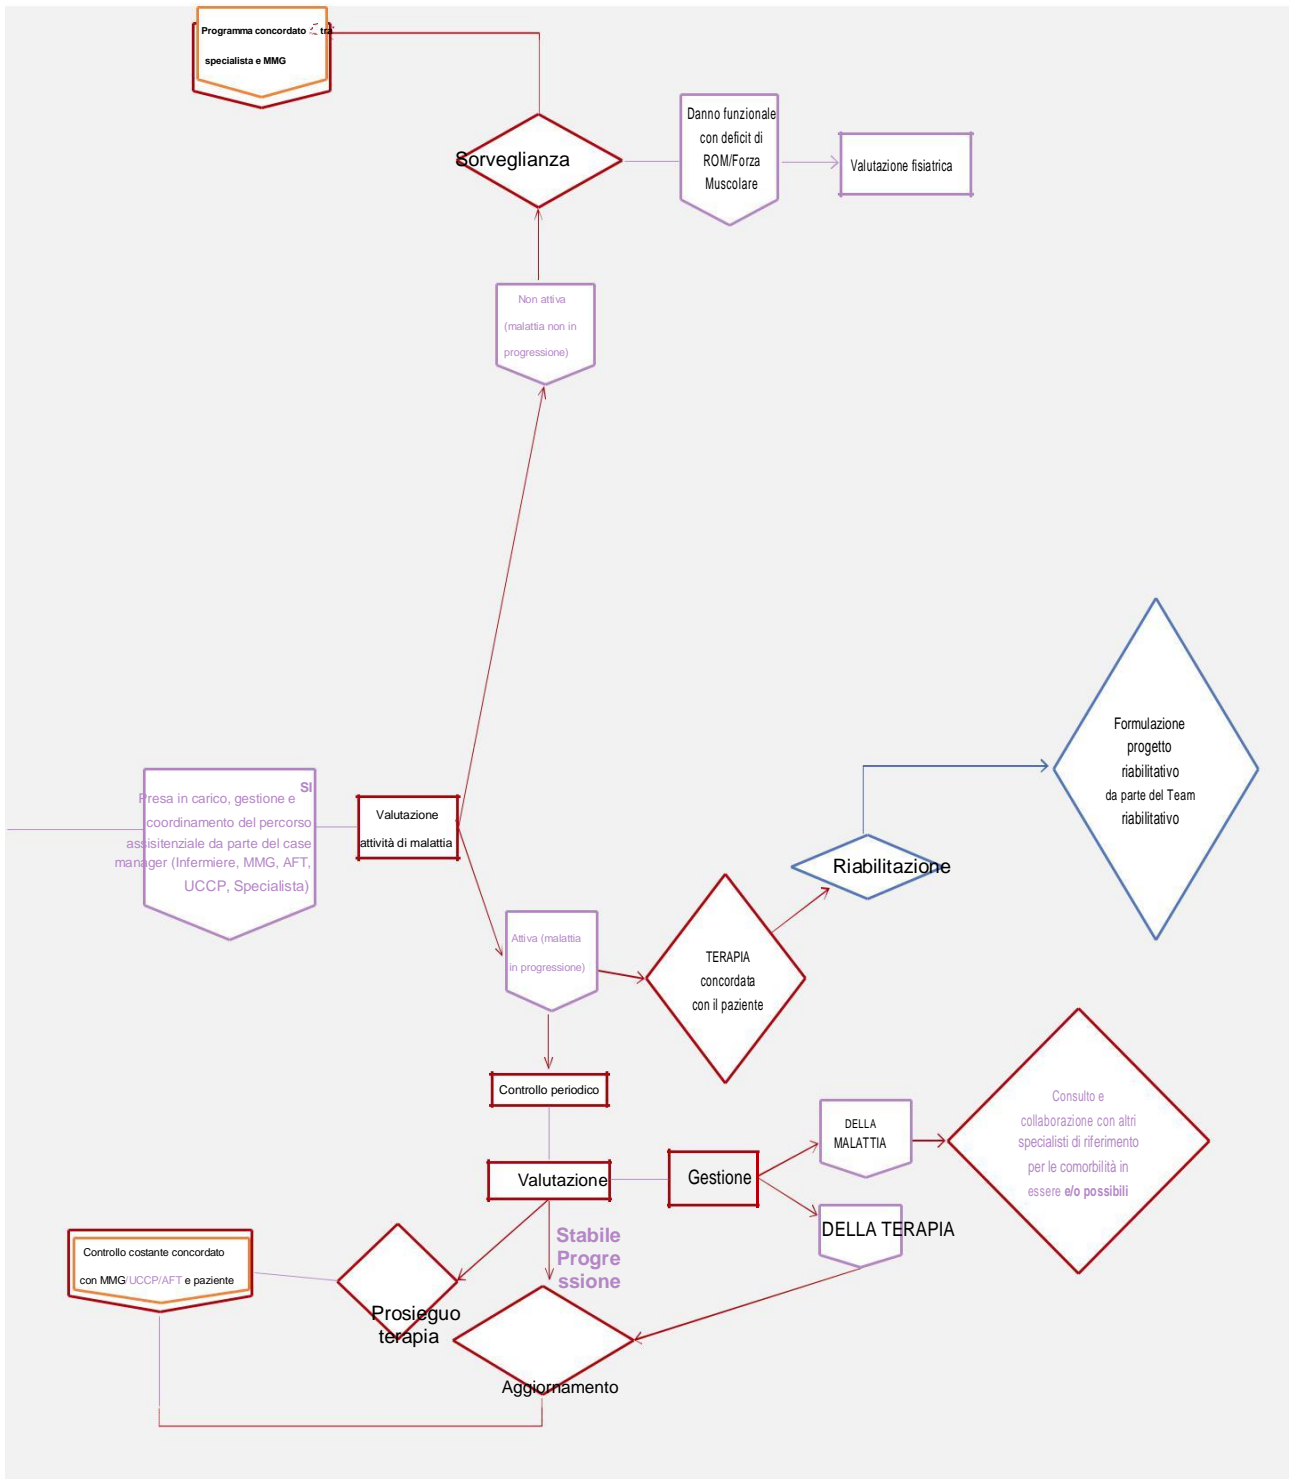 Programma concordato tra
specialista e MMG
Danno funzionale
con deficit di
ROM/Forza
Muscolare
Sorveglianza
Valutazione fisiatrica
Non attiva
(malattia non in
progressione)
Formulazione
progetto
riabilitativo
da parte del Team
riabilitativo
SI
Presa in carico, gestione e
coordinamento del percorso
assisitenziale da parte del case
manager (Infermiere, MMG, AFT,
UCCP, Specialista)
Valutazione
attività di malattia
Riabilitazione
Attiva (malattia
in progressione)
TERAPIA
concordata
con il paziente
Controllo periodico
DELLA
MALATTIA
Consulto e
collaborazione con altri
specialisti di riferimento
per le comorbilità in
essere e/o possibili
Valutazione
Gestione
DELLA TERAPIA
Stabile
Progre
ssione
Controllo costante concordato
con MMG/UCCP/AFT e paziente
Prosieguo
terapia
Aggiornamento